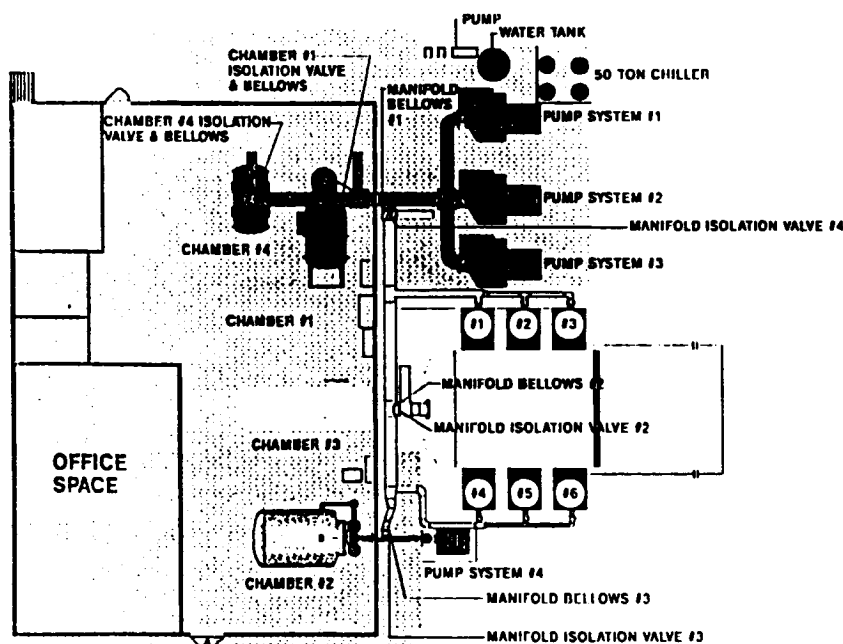 PUMP
WATER TANK
CHAMBER #1
ISOLATION VALVE
& BELLOWS
MANIFOLD
BELLOWS
#1
50 TON CHILLER
CHAMBER #4 ISOLATION
VALVE & BELLOWS
PUMP SYSTEM #1
PUMP SYSTEM #2
MANIFOLD ISOLATION VALVE #4
CHAMBER #4
PUMP SYSTEM #3
CHAMBER #1
#1
#2
#3
MANIFOLD BELLOWS #2
MANIFOLD ISOLATION VALVE #2
CHAMBER #3
OFFICE
SPACE
#4
#5
#6
CHAMBER #2
PUMP SYSTEM #4
MANIFOLD BELLOWS #3
MANIFOLD ISOLATION VALVE #3